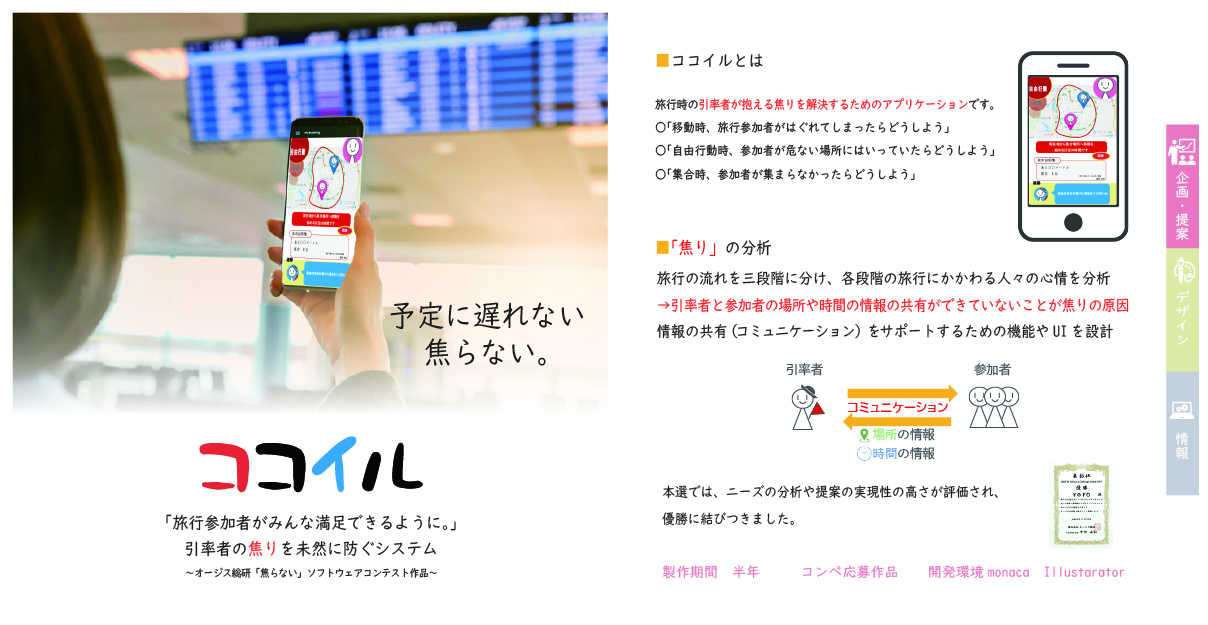 予定に遅れない
焦らない。
ココイル
「旅行参加者がみんな満足できるように。」
引率者の焦りを未然に防ぐシステム
~オージス総研「焦らない」ソフトウェアコンテスト作品~
■ココイルとは
旅行時の引率者が抱える焦りを解決するためのアプリケーションです。
〇「移動時、旅行参加者がはぐれてしまったらどうしよう」
〇「自由行動時、参加者が危ない場所にはいっていたらどうしよう」
〇「集合時、参加者が集まらなかったらどうしよう」
自由行動
■「焦り」の分析
旅行の流れを三段階に分け、各段階の旅行にかかわる人々の心情を分析
→引率者と参加者の場所や時間の情報の共有ができていないことが焦りの原因
情報の共有(コミュニケーション)をサポートするための機能やUIを設計
引率者
参加者
コミュニケーション
場所の情報
時間の情報
本選では、ニーズの分析や提案の実現性の高さが評価され、
優勝に結びつきました。
表彰状
優勝
YOFO 様
製作期間 半年 コンペ応募作品 開発環境monaca Illustarator
企画・提案
デザイン
情報